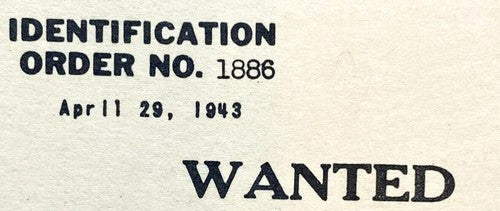 IDENTIFICATION
ORDER NO. 1886
April 29, 1943
WANTED